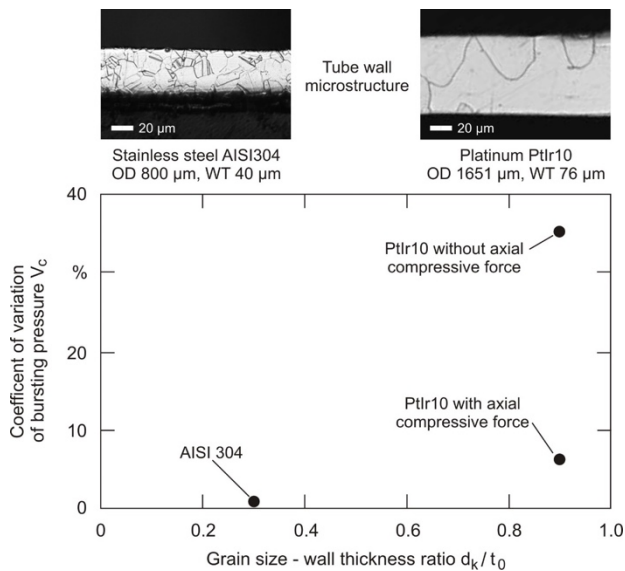 Tube wall
microstructure
20 µm
20 µm
Stainless steel AISI304
OD 800 µm, WT 40 µm
Platinum PtIr10
OD 1651 µm, WT 76 µm
Coefficent of variation
of bursting pressure Vc
40
%
20
10
0
PtIr10 without axial
compressive force
PtIr10 with axial
compressive force
AISI 304
0
0.2
0.4
0.6
0.8
1.0
Grain size - wall thickness ratio dk/t0